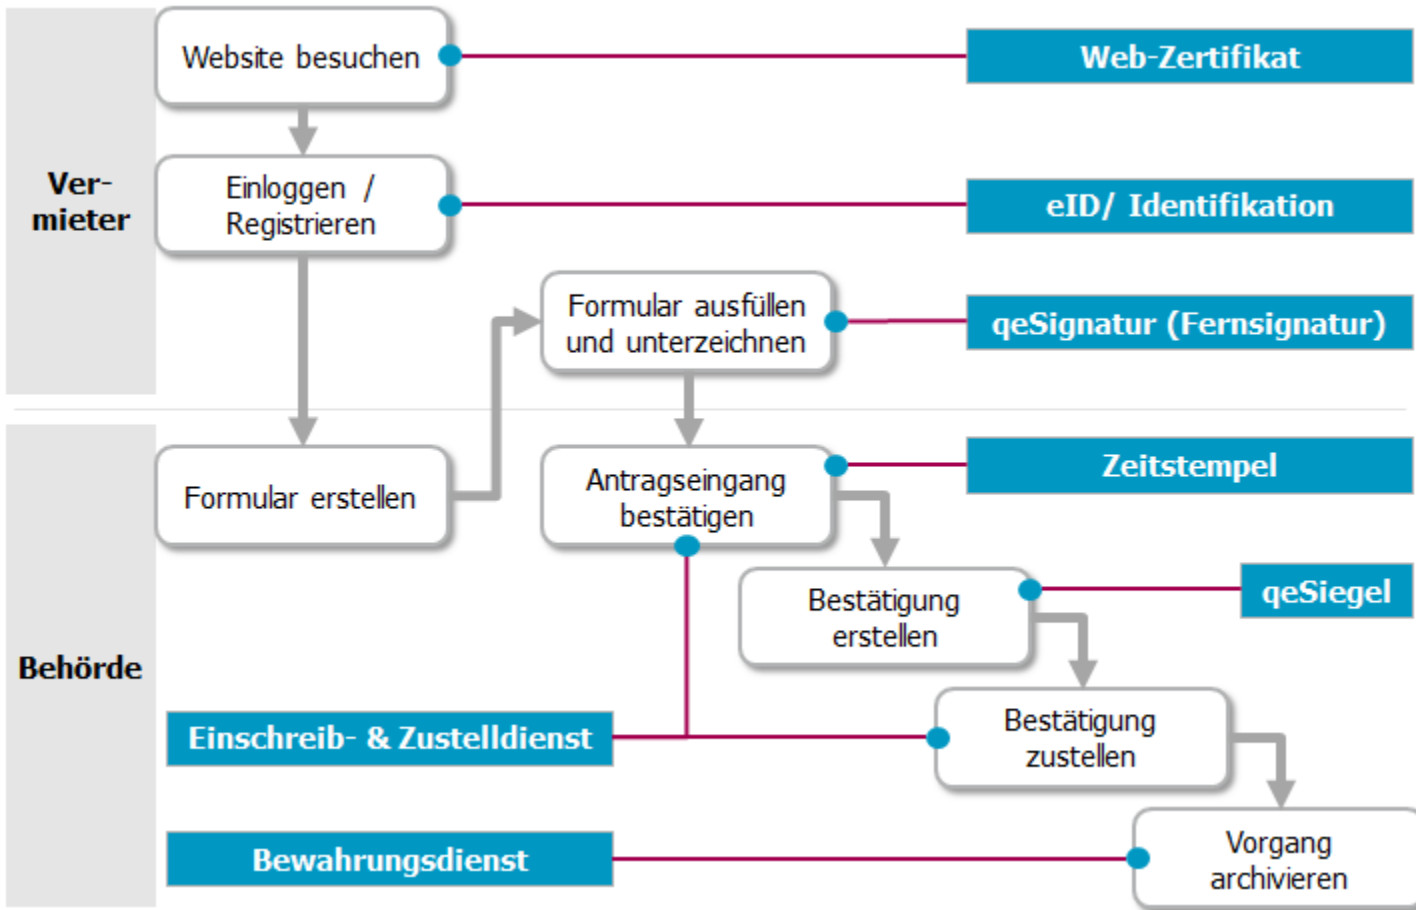 Website besuchen
Web-Zertifikat
Ver-
mieter
Einloggen /
Registrieren
eID/ Identifikation
Formular ausfüllen
und unterzeichnen
qeSignatur (Fernsignatur)
Formular erstellen
Antragseingang
bestätigen
Zeitstempel
Bestätigung
erstellen
qeSiegel
Behörde
Einschreib- & Zustelldienst
Bestätigung
zustellen
Bewahrungsdienst
Vorgang
archivieren